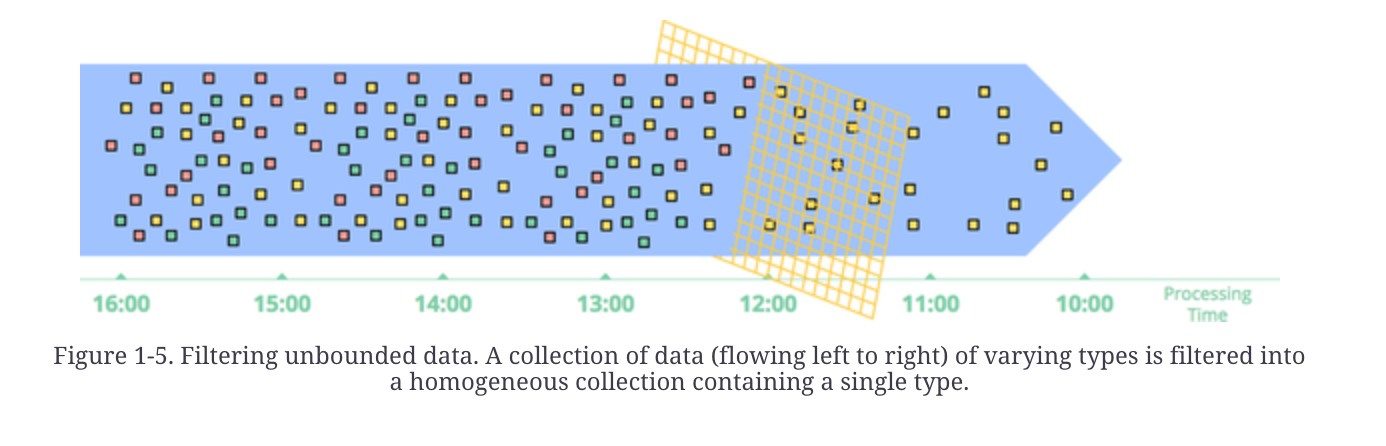 16:00 15:00 14:00 13:00 12:00 11:00 10:00 Processing
Time
Figure 1-5. Filtering unbounded data. A collection of data (flowing left to right) of varying types is filtered into
a homogeneous collection containing a single type.